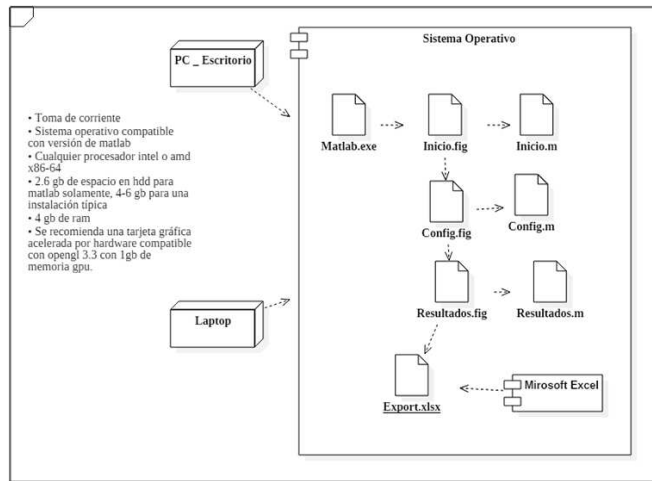 Sistema Operativo
PC _ Escritorio
Matlab.exe
Inicio.fig
Inicio.m
• Toma de corriente
• Sistema operativo compatible
con versión de matlab
• Cualquier procesador intel o amd
x86-64
• 2.6 gb de espacio en hdd para
matlab solamente, 4-6 gb para una
instalación típica
• 4 gb de ram
• Se recomienda una tarjeta gráfica
acelerada por hardware compatible
con opengl 3.3 con 1gb de
memoria gpu.
Config.fig
Config.m
Laptop
Resultados.fig
Resultados.m
Export.xlsx
Mirosoft Excel